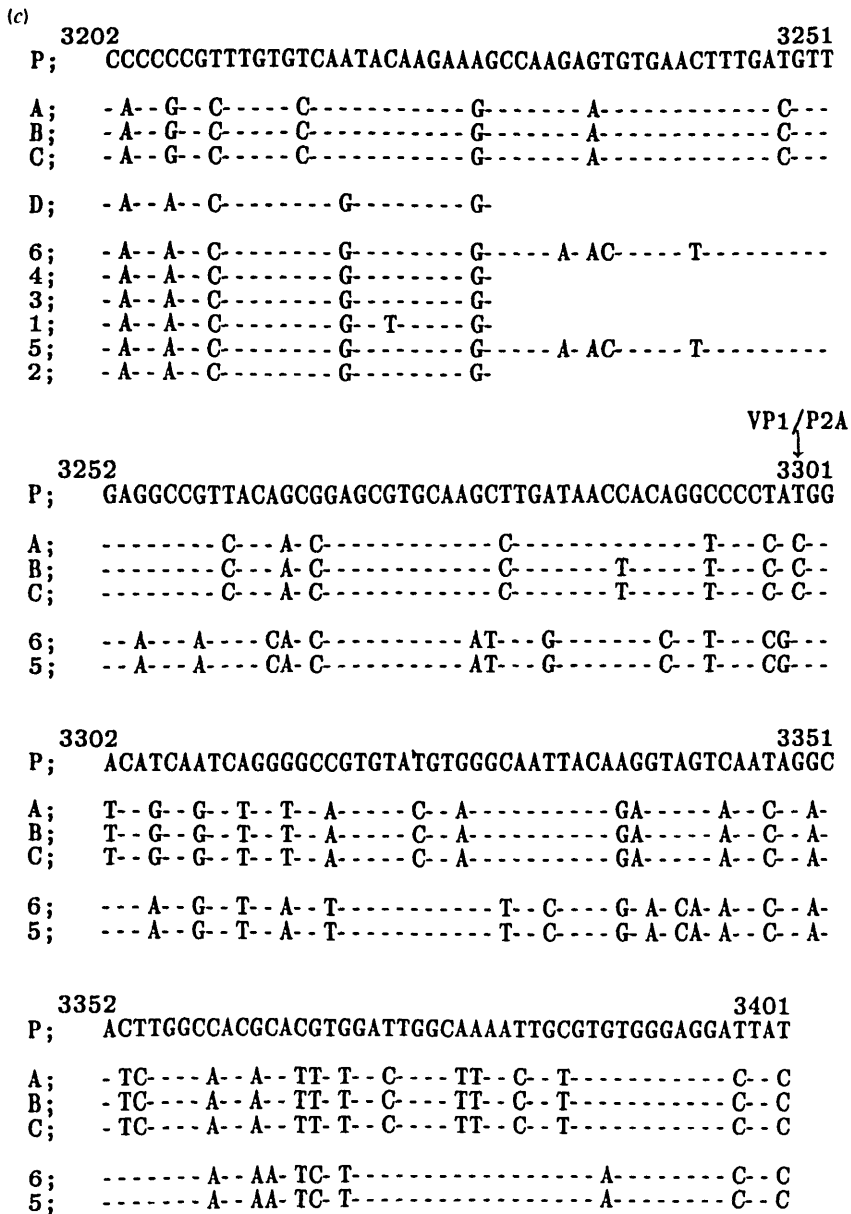 (c)
3202 3251
P; CCCCCCGTTTGTGTCAATACAAGAAAGCCAAGAGTGTGAACTTTGATGTT
A; -A--G--C-----C-----------G-------A------------C---
B; -A--G--C-----C-----------G-------A------------C---
C; -A--G--C-----C-----------G-------A------------C---
D; -A--A--C--------G--------G-
6; -A--A--C--------G--------G-----A-AC-----T---------
4; -A--A--C--------G--------G-
3; -A--A--C--------G--------G-
1; -A--A--C--------G--T-----G-
5; -A--A--C--------G--------G-----A-AC-----T---------
2; -A--A--C--------G--------G-
VP1/P2A
3252 3301
P; GAGGCCGTTACAGCGGAGCGTGCAAGCTTGATAACCACAGGCCCCTATGG
A; --------C---A-C------------C-------------T---C-C--
B; --------C---A-C------------C-------T-----T---C-C--
C; --------C---A-C------------C-------T-----T---C-C--
6; --A---A----CA-C----------AT---G-------C--T---CG---
5; --A---A----CA-C----------AT---G-------C--T---CG---
3302 3351
P; ACATCAATCAGGGGCCGTGTATGTGGGCAATTACAAGGTAGTCAATAGGC
A; T--G--G--T--T--A-----C--A----------GA-----A--C--A-
B; T--G--G--T--T--A-----C--A----------GA-----A--C--A-
C; T--G--G--T--T--A-----C--A----------GA-----A--C--A-
6; ---A--G--T--A--T-----------T--C----G-A-CA-A--C--A-
5; ---A--G--T--A--T-----------T--C----G-A-CA-A--C--A-
3352 3401
P; ACTTGGCCACGCACGTGGATTGGCAAAATTGCGTGTGGGAGGATTAT
A; -TC----A--A--TT-T--C----TT--C--T-----------C--C
B; -TC----A--A--TT-T--C----TT--C--T-----------C--C
C; -TC----A--A--TT-T--C----TT--C--T-----------C--C
6; -------A--AA-TC-T-----------------A--------C--C
5; -------A--AA-TC-T-----------------A--------C--C